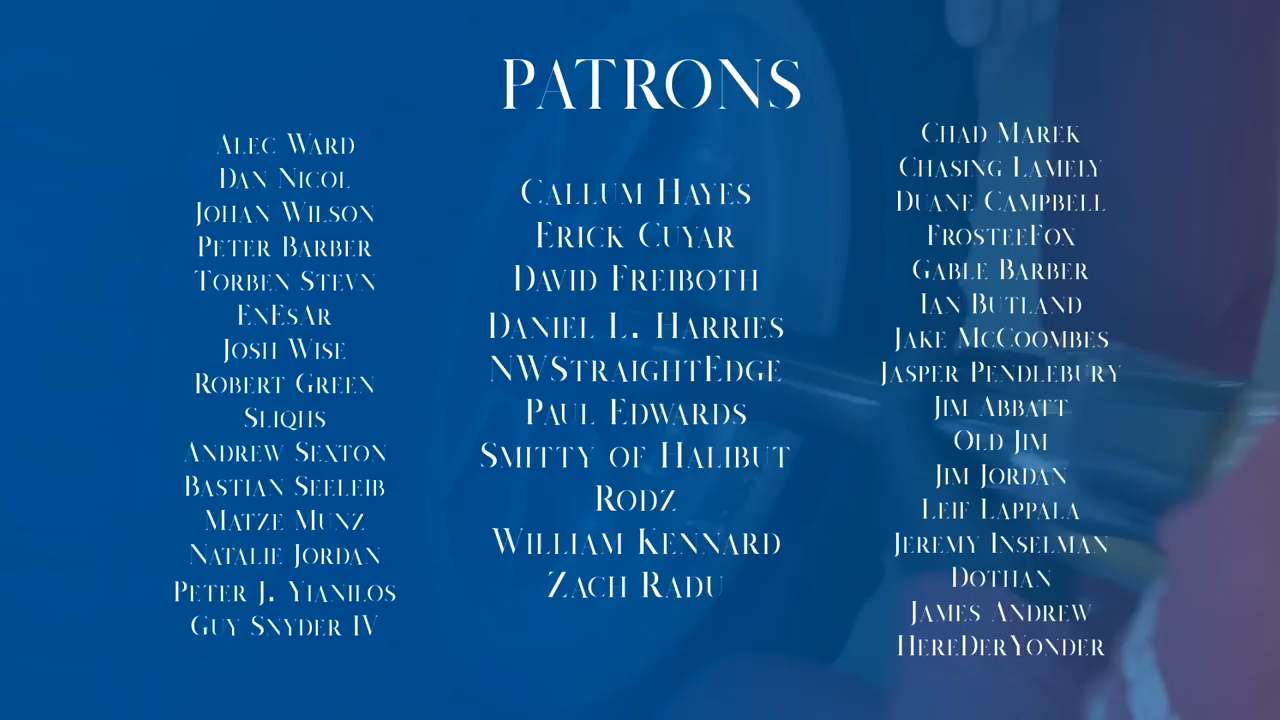 PATRONS
Alec Ward
Dan Nicol
Johan Wilson
Peter Barber
Torben Stevn
EnEsAr
Josh Wise
Robert Green
Sliqhs
Andrew Sexton
Bastian Seeleib
Matze Munz
Natalie Jordan
Peter J. Yianilos
Guy Snyder IV
Callum Hayes
Erick Cuyar
David Freiboth
Daniel L. Harries
NWStraightEdge
Paul Edwards
Smitty of Halibut
Rodz
William Kennard
Zach Radu
Chad Marek
Chasing Lamely
Duane Campbell
FrosteeFox
Gable Barber
Ian Butland
Jake McCoombes
Jasper Pendlebury
Jim Abbatt
Old Jim
Jim Jordan
Leif Lappala
Jeremy Inselman
Dothan
James Andrew
HereDerYonder